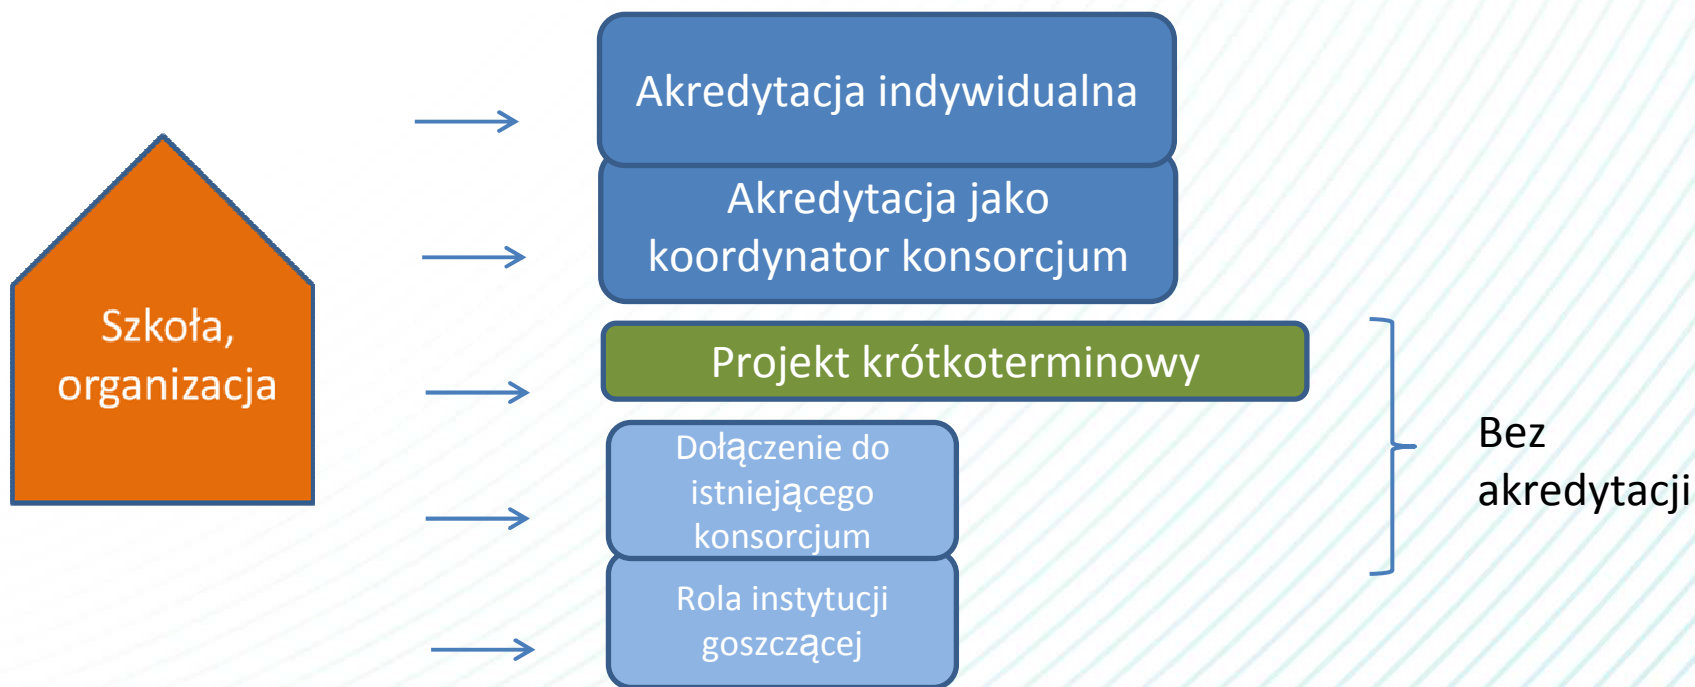 Akredytacja indywidualna
Akredytacja jako
koordynator konsorcjum
Szkoła,
organizacja
Projekt krótkoterminowy
Dołączenie do
istniejącego
konsorcjum
Rola instytucji
goszczącej
Bez
akredytacji